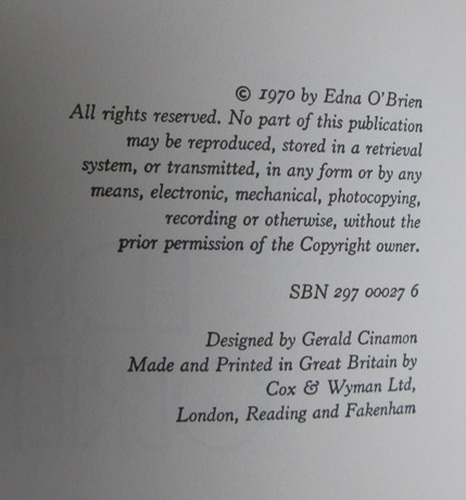 © 1970 by Edna O'Brien
All rights reserved. No part of this publication
may be reproduced, stored in a retrieval
system, or transmitted, in any form or by any
means, electronic, mechanical, photocopying,
recording or otherwise, without the
prior permission of the Copyright owner.
SBN 297 00027 6
Designed by Gerald Cinamon
Made and Printed in Great Britain by
Cox & Wyman Ltd,
London, Reading and Fakenham